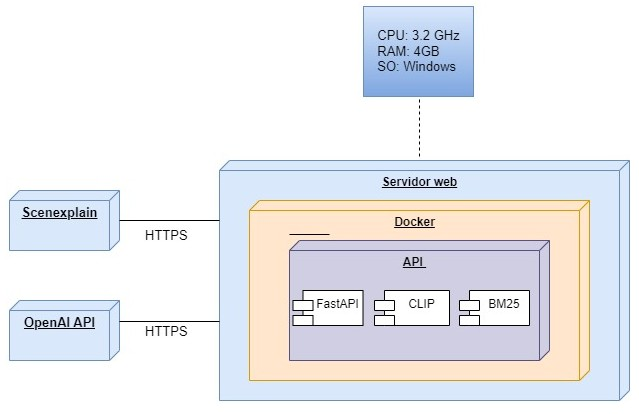 CPU: 3.2 GHz
RAM: 4GB
SO: Windows
Servidor web
Scenexplain
Docker
HTTPS
API
FastAPI
CLIP
BM25
OpenAI API
HTTPS